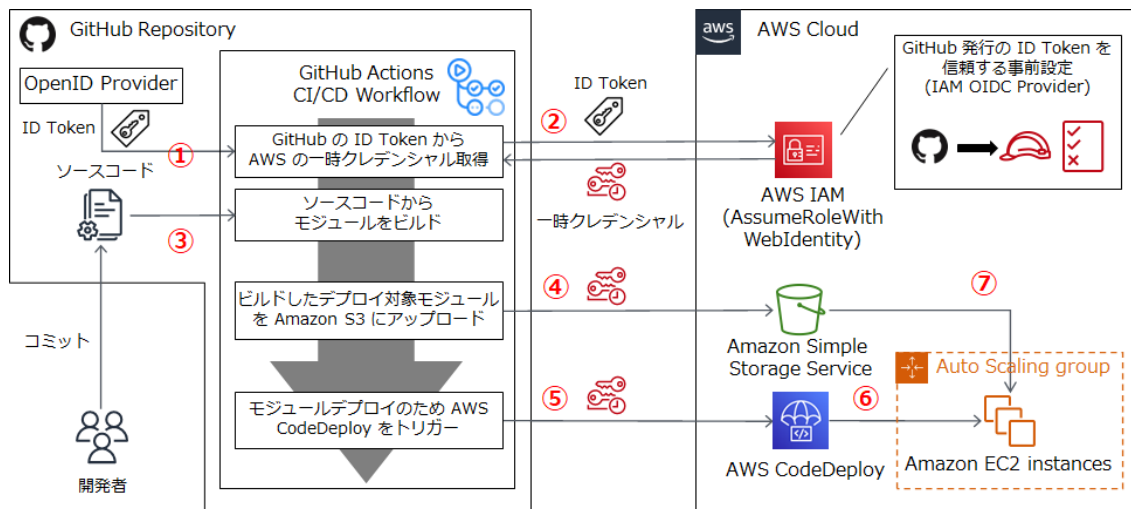 GitHub Repository
OpenID Provider
ID Token
①
ソースコード
③
コミット
開発者
GitHub Actions
CI/CD Workflow
GitHub の ID Token から
AWS の一時クレデンシャル取得
ソースコードから
モジュールをビルド
ビルドしたデプロイ対象モジュール
を Amazon S3 にアップロード
モジュールデプロイのため AWS
CodeDeploy をトリガー
ID Token
②
一時クレデンシャル
④
⑤
aws
AWS Cloud
GitHub 発行の ID Token を
信頼する事前設定
(IAM OIDC Provider)
AWS IAM
(AssumeRoleWith
WebIdentity)
⑦
Amazon Simple
Storage Service
⑥
AWS CodeDeploy
Auto Scaling group
Amazon EC2 instances